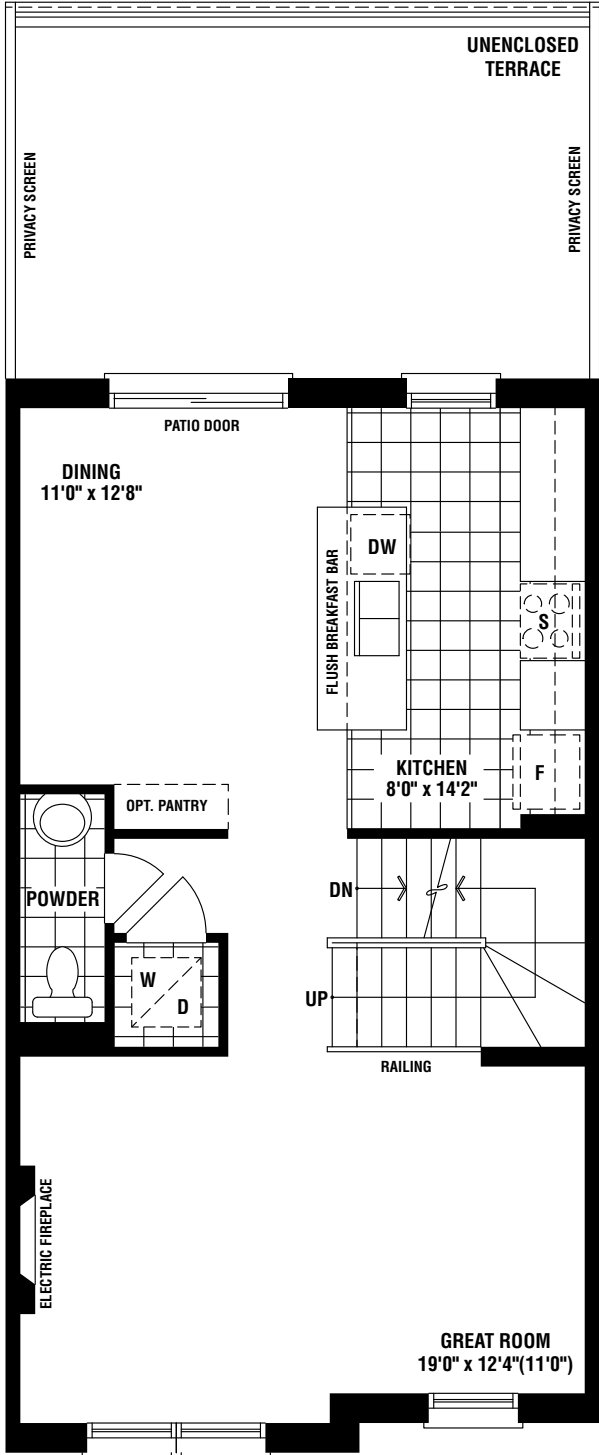 UNENCLOSED
TERRACE
PRIVACY SCREEN
PRIVACY SCREEN
PATIO DOOR
DINING
11'0" x 12'8"
DW
FLUSH BREAKFAST BAR
S
KITCHEN
8'0" x 14'2"
F
OPT. PANTRY
POWDER
DN
W
D
UP
RAILING
ELECTRIC FIREPLACE
GREAT ROOM
19'0" x 12'4"(11'0")